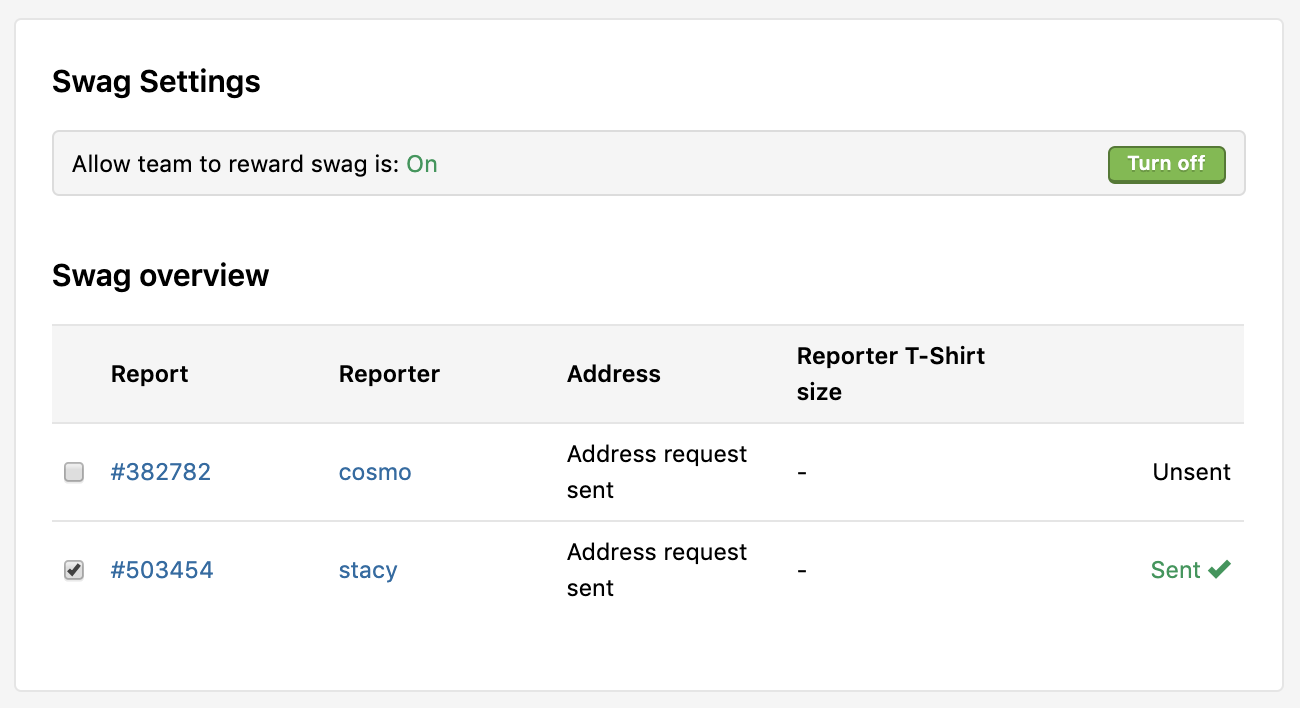 Swag Settings
Allow team to reward swag is: On
Turn off
Swag overview
Report
Reporter
Address
Reporter T-Shirt
size
#382782
cosmo
Address request
sent
-
Unsent
#503454
stacy
Address request
sent
-
Sent